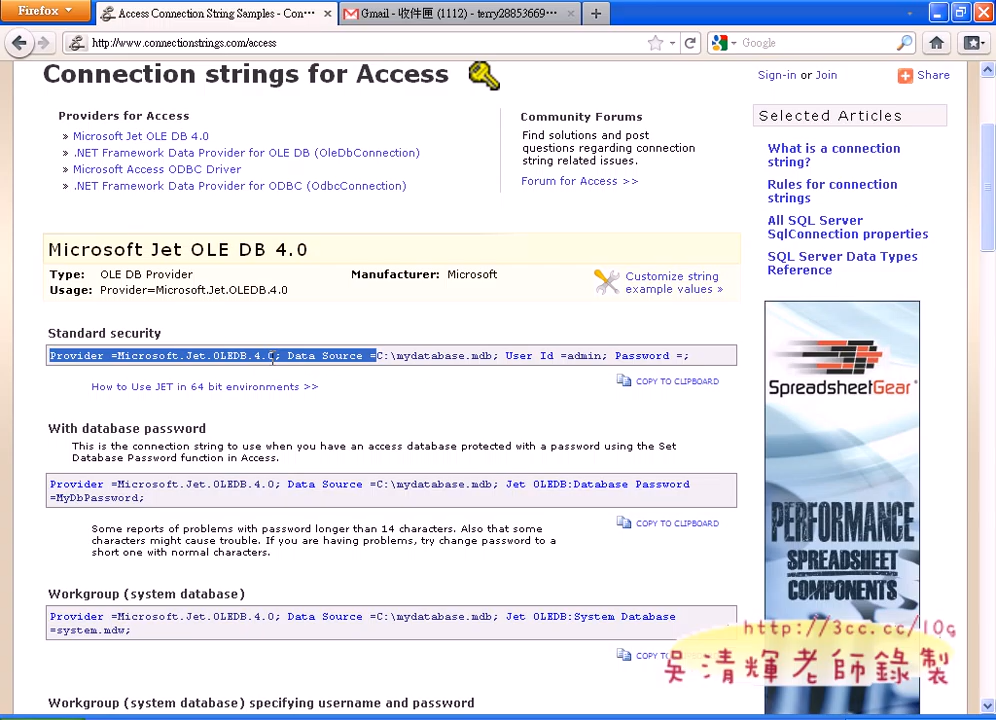 Firefox
Access Connection String Samples - Con···
Gmail - 收件匣 (1112) - terry28853669···
http://www.connectionstrings.com/access
Google
Connection strings for Access
Sign-in or Join
Share
Providers for Access
» Microsoft Jet OLE DB 4.0
» .NET Framework Data Provider for OLE DB (OleDbConnection)
» Microsoft Access ODBC Driver
» .NET Framework Data Provider for ODBC (OdbcConnection)
Community Forums
Find solutions and post
questions regarding connection
string related issues.
Forum for Access >>
Selected Articles
What is a connection
string?
Rules for connection
strings
All SQL Server
SqlConnection properties
SQL Server Data Types
Reference
Microsoft Jet OLE DB 4.0
Type: OLE DB Provider
Manufacturer: Microsoft
Usage: Provider=Microsoft.Jet.OLEDB.4.0
Customize string
example values »
Standard security
Provider =Microsoft.Jet.OLEDB.4.0; Data Source =C:\mydatabase.mdb; User Id =admin; Password =;
How to Use JET in 64 bit environments >>
COPY TO CLIPBOARD
With database password
This is the connection string to use when you have an access database protected with a password using the Set
Database Password function in Access.
Provider =Microsoft.Jet.OLEDB.4.0; Data Source =C:\mydatabase.mdb; Jet OLEDB:Database Password
=MyDbPassword;
Some reports of problems with password longer than 14 characters. Also that some
characters might cause trouble. If you are having problems, try change password to a
short one with normal characters.
COPY TO CLIPBOARD
Workgroup (system database)
Provider =Microsoft.Jet.OLEDB.4.0; Data Source =C:\mydatabase.mdb; Jet OLEDB:System Database
=system.mdw;
COPY TO
Workgroup (system database) specifying username and password
SPREADSHEETGEAR
PERFORMANCE
SPREADSHEET
COMPONENTS
http://3cc.cc/10g
吳清輝老師錄製